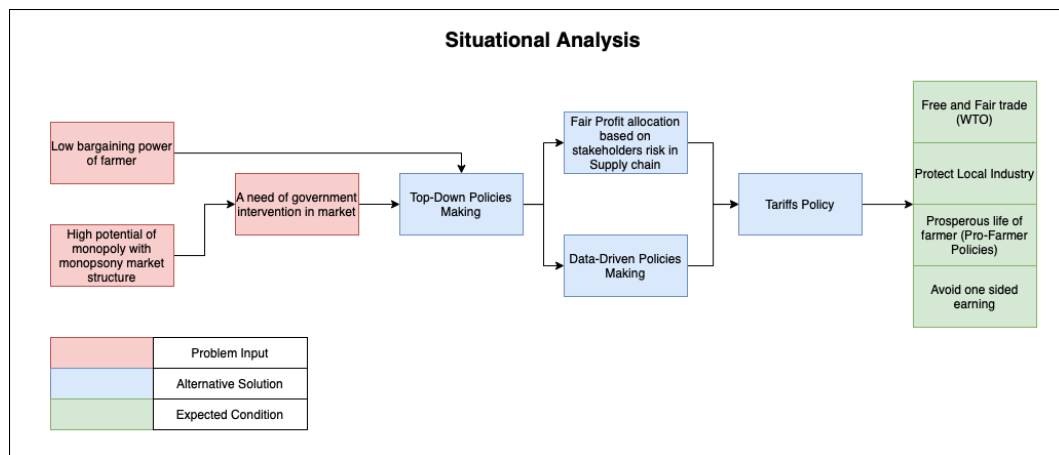 Situational Analysis
Low bargaining power
of farmer
High potential of
monopoly with
monopsony market
structure
A need of government
intervention in market
Top-Down Policies
Making
Fair Profit allocation
based on
stakeholders risk in
Supply chain
Data-Driven Policies
Making
Tariffs Policy
Free and Fair trade
(WTO)
Protect Local Industry
Prosperous life of
farmer (Pro-Farmer
Policies)
Avoid one sided
earning
Problem Input
Alternative Solution
Expected Condition